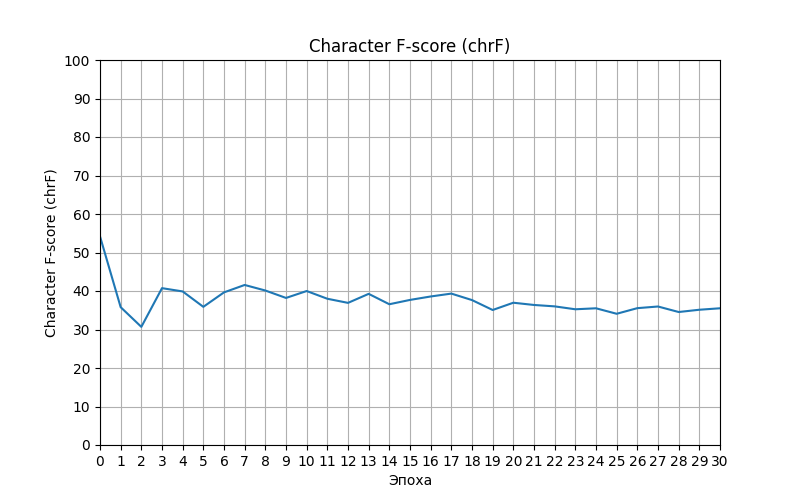 Character F-score (chrF)
100
90
80
70
60
50
40
30
20
10
0
Character F-score (chrF)
0 1 2 3 4 5 6 7 8 9 10 11 12 13 14 15 16 17 18 19 20 21 22 23 24 25 26 27 28 29 30
Эпоха